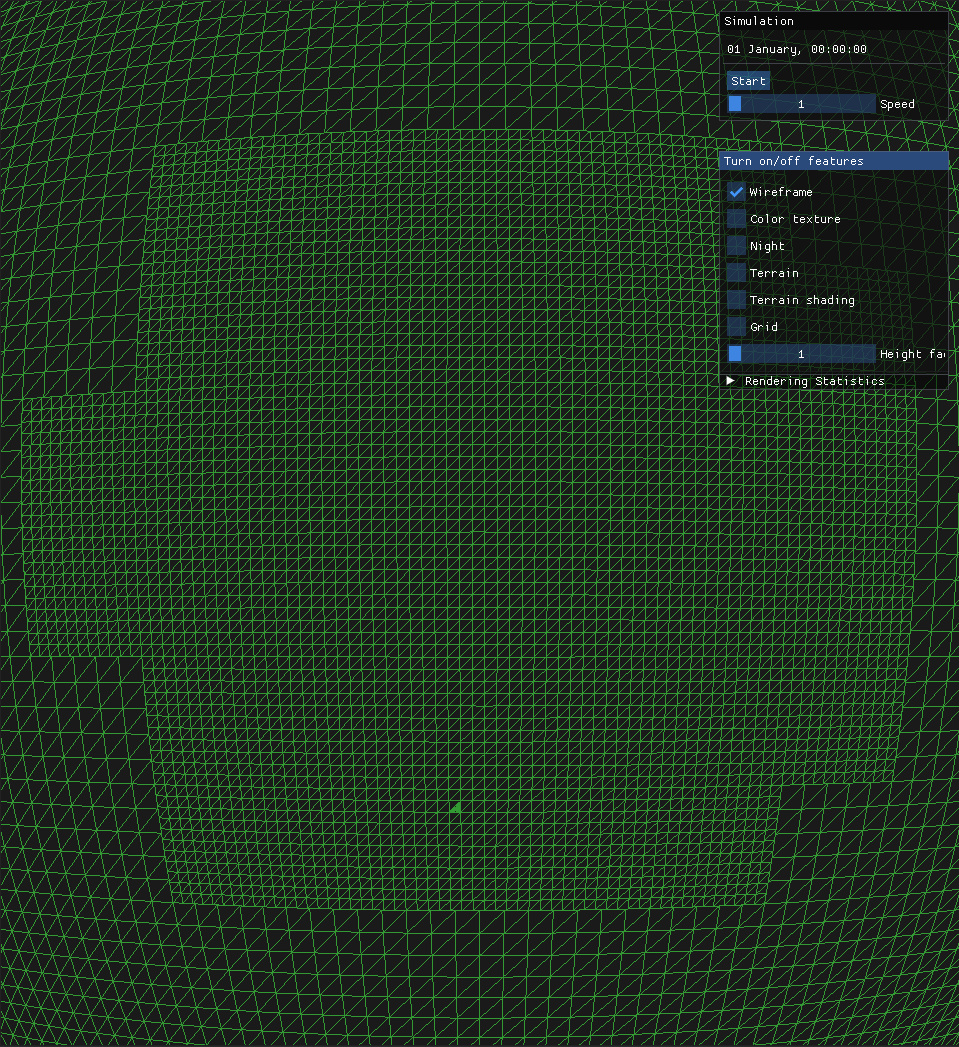 Simulation
01 January, 00:00:00
Start
1 Speed
Turn on/off features
Wireframe
Color texture
Night
Terrain
Terrain shading
Grid
1 Height fa
Rendering Statistics